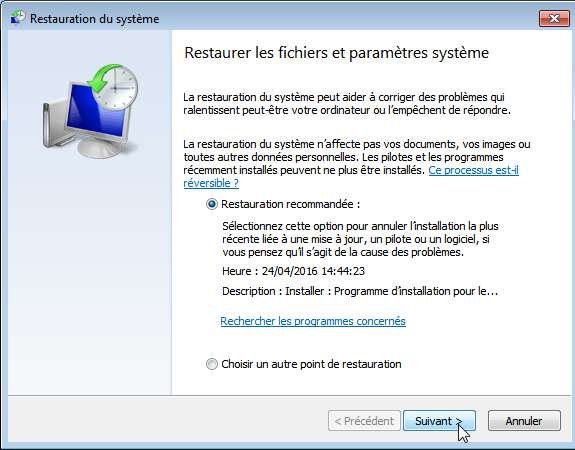 Restauration du système
Restaurer les fichiers et paramètres système
La restauration du système peut aider à corriger des problèmes qui
ralentissent peut-être votre ordinateur ou l'empêchent de répondre.
La restauration du système n'affecte pas vos documents, vos images ou
toutes autres données personnelles. Les pilotes et les programmes
récemment installés peuvent ne plus être installés. Ce processus est-il
réversible ?
Restauration recommandée :
Sélectionnez cette option pour annuler l'installation la plus
récente liée à une mise à jour, un pilote ou un logiciel, si
vous pensez qu'il s'agit de la cause des problèmes.
Heure : 24/04/2016 14:44:23
Description : Installer : Programme d'installation pour le...
Rechercher les programmes concernés
Choisir un autre point de restauration
< Précédent
Suivant >
Annuler